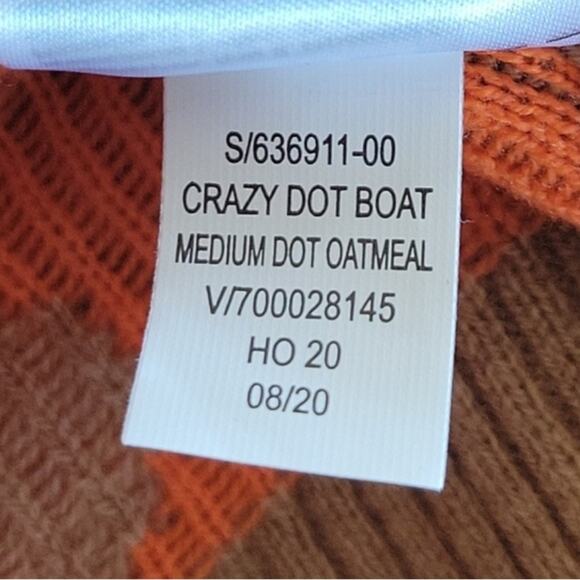 S/636911-00
CRAZY DOT BOAT
MEDIUM DOT OATMEAL
V/700028145
HO 20
08/20